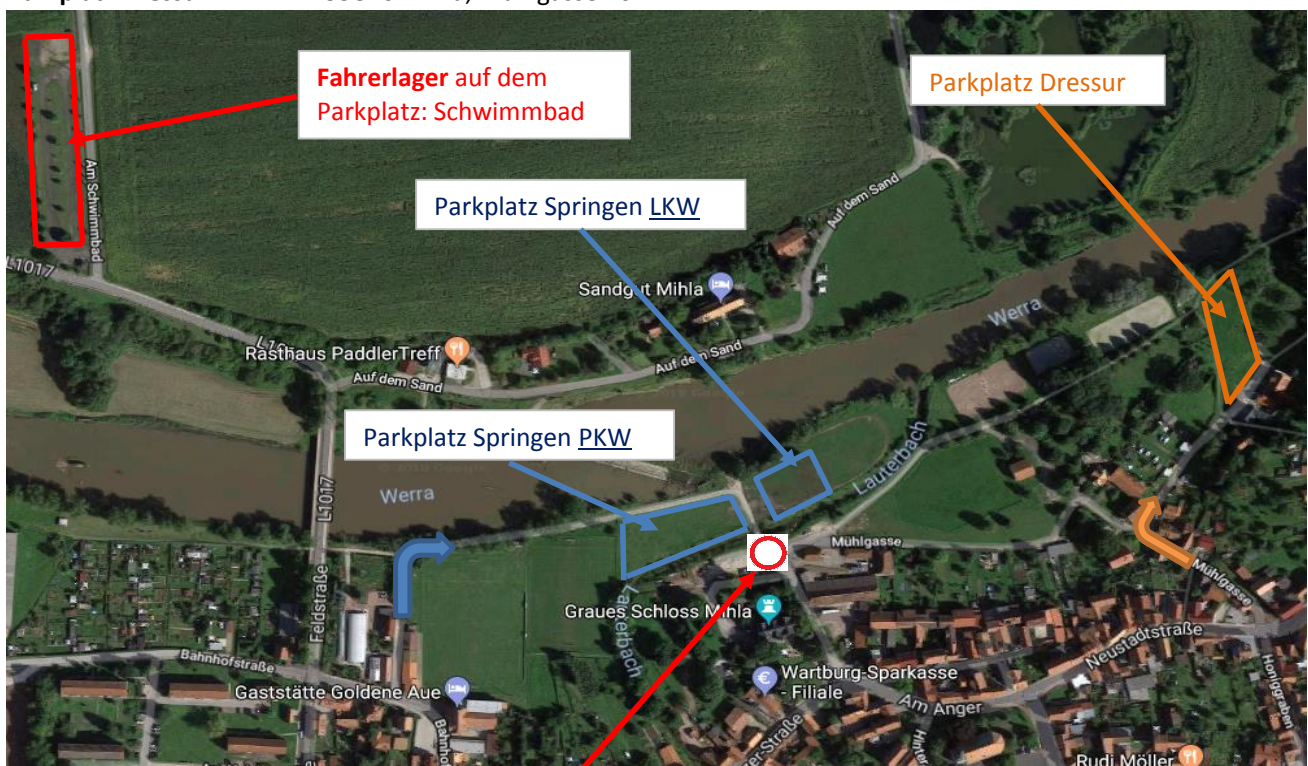 Fahrerlager auf dem
Parkplatz: Schwimmbad
Parkplatz Dressur
Parkplatz Springen LKW
Am Schwimmbad
Auf dem Sand
L1017
Sandgut Mihla
Werra
Rasthaus PaddlerTreff
Auf dem Sand
Auf dem Sand
Parkplatz Springen PKW
Lauterbach
Werra
L1017
Mühlgasse
Mühlgasse
Feldstraße
Graues Schloss Mihla
Lauterbach
Neustadtstraße
Bahnhofstraße
Wartburg-Sparkasse
- Filiale
Honiggraben
Gaststätte Goldene Aue
Am Anger
Rudi Möller